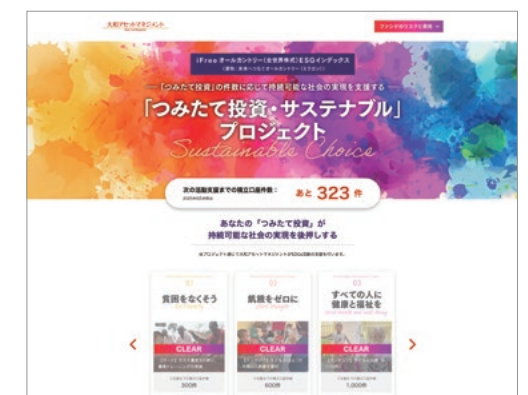 大和アセットマネジメント
ファンドのリスクと費用
iFreeオールカントリー(全世界株式)ESGインデックス
「つみたて投資」の件数に応じて持続可能な社会の実現を支援する
「つみたて投資・サステナブル」
プロジェクト
Sustainable Choice
次の活動支援までの積立口座件数:
あと 323 件
あなたの「つみたて投資」が
持続可能な社会の実現を後押しする
01
貧困をなくそう
CLEAR
300件
02
飢餓をゼロに
CLEAR
600件
03
すべての人に
健康と福祉を
CLEAR
1,000件